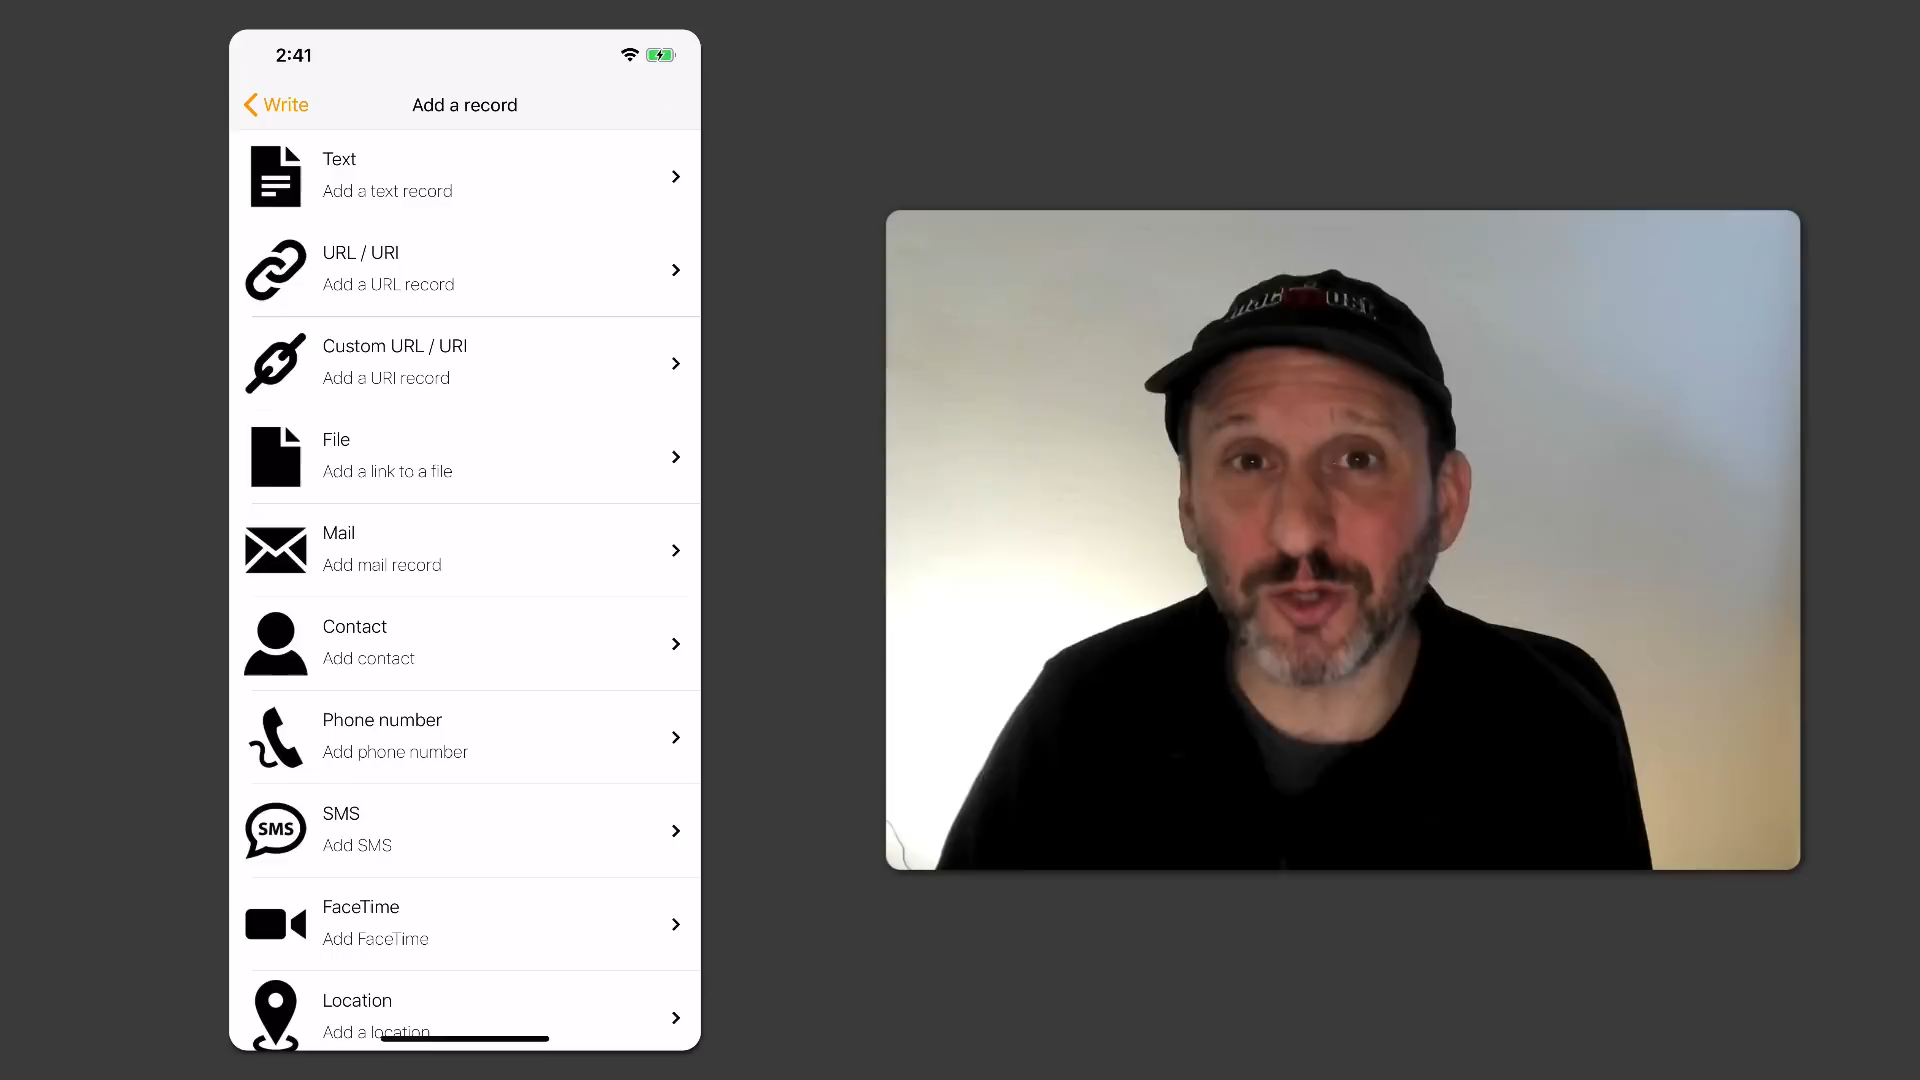 2:41
Write
Add a record
Text
Add a text record
URL / URI
Add a URL record
Custom URL / URI
Add a URI record
File
Add a link to a file
Mail
Add mail record
Contact
Add contact
Phone number
Add phone number
SMS
SMS
Add SMS
FaceTime
Add FaceTime
Location
Add a location